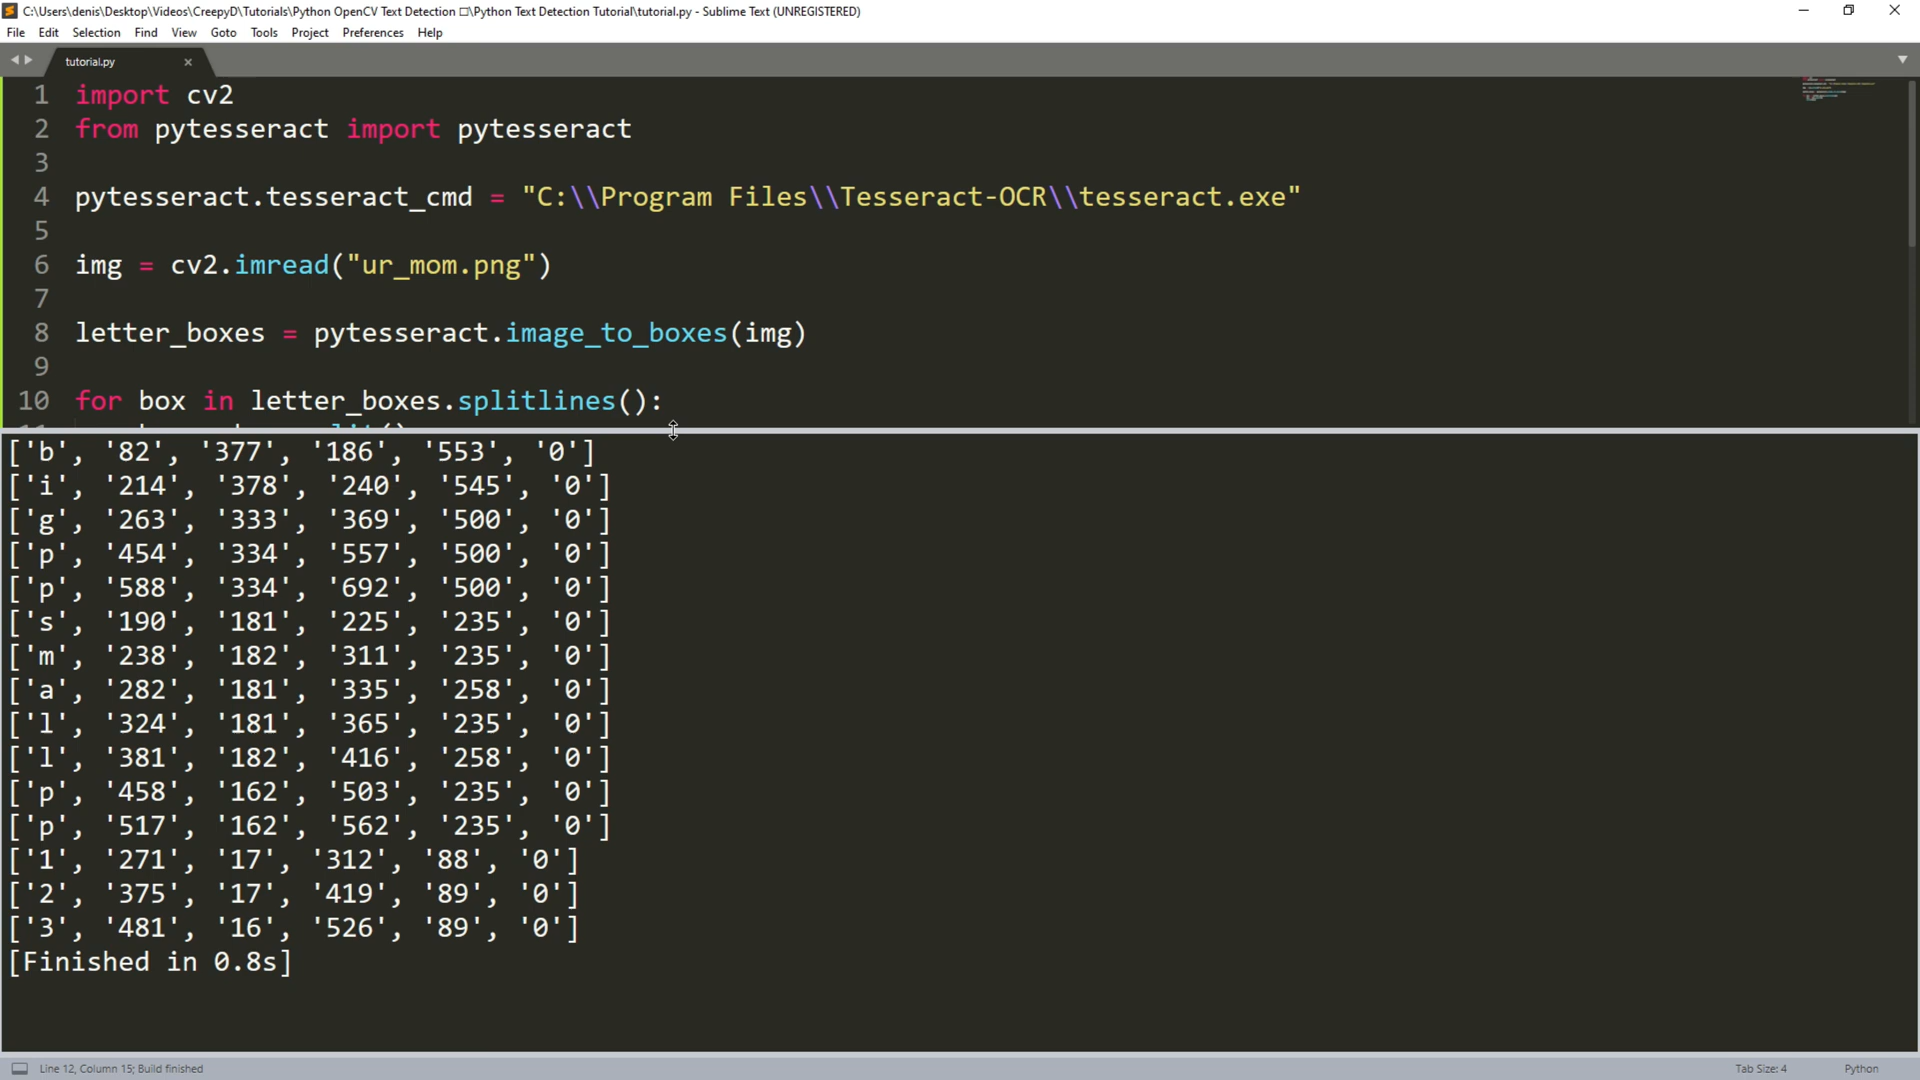 C:\Users\denis\Desktop\Videos\CreepyD\Tutorials\Python OpenCV Text Detection □\Python Text Detection Tutorial\tutorial.py - Sublime Text (UNREGISTERED)
File Edit Selection Find View Goto Tools Project Preferences Help
tutorial.py
1 import cv2
2 from pytesseract import pytesseract
3
4 pytesseract.tesseract_cmd = "C:\\Program Files\\Tesseract-OCR\\tesseract.exe"
5
6 img = cv2.imread("ur_mom.png")
7
8 letter_boxes = pytesseract.image_to_boxes(img)
9
10 for box in letter_boxes.splitlines():
['b', '82', '377', '186', '553', '0']
['i', '214', '378', '240', '545', '0']
['g', '263', '333', '369', '500', '0']
['p', '454', '334', '557', '500', '0']
['p', '588', '334', '692', '500', '0']
['s', '190', '181', '225', '235', '0']
['m', '238', '182', '311', '235', '0']
['a', '282', '181', '335', '258', '0']
['l', '324', '181', '365', '235', '0']
['l', '381', '182', '416', '258', '0']
['p', '458', '162', '503', '235', '0']
['p', '517', '162', '562', '235', '0']
['1', '271', '17', '312', '88', '0']
['2', '375', '17', '419', '89', '0']
['3', '481', '16', '526', '89', '0']
[Finished in 0.8s]
Line 12, Column 15; Build finished
Tab Size: 4
Python